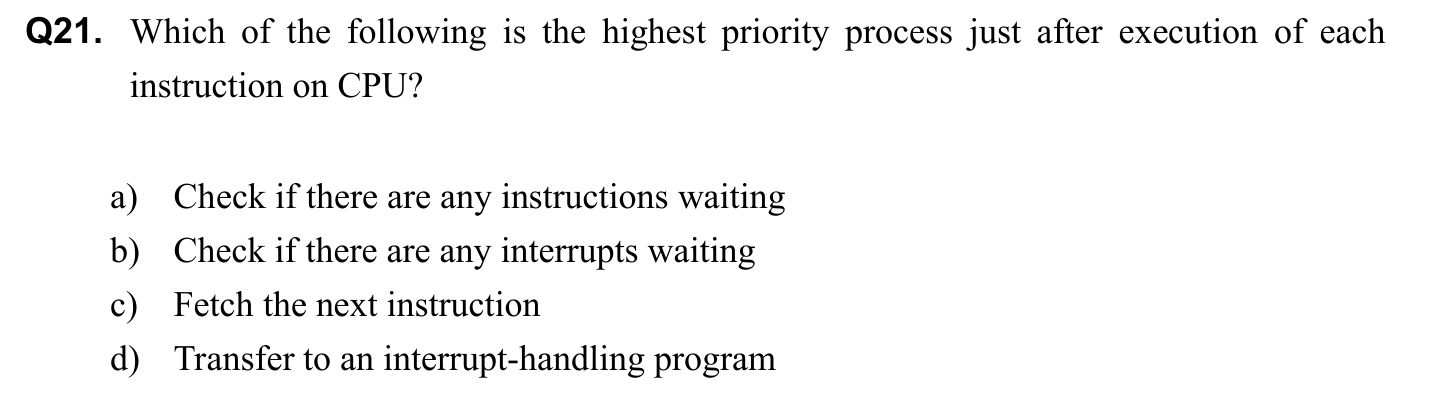 Q21. Which of the following is the highest priority process just after execution of each
instruction on CPU?
a) Check if there are any instructions waiting
b) Check if there are any interrupts waiting
c) Fetch the next instruction
d) Transfer to an interrupt-handling program